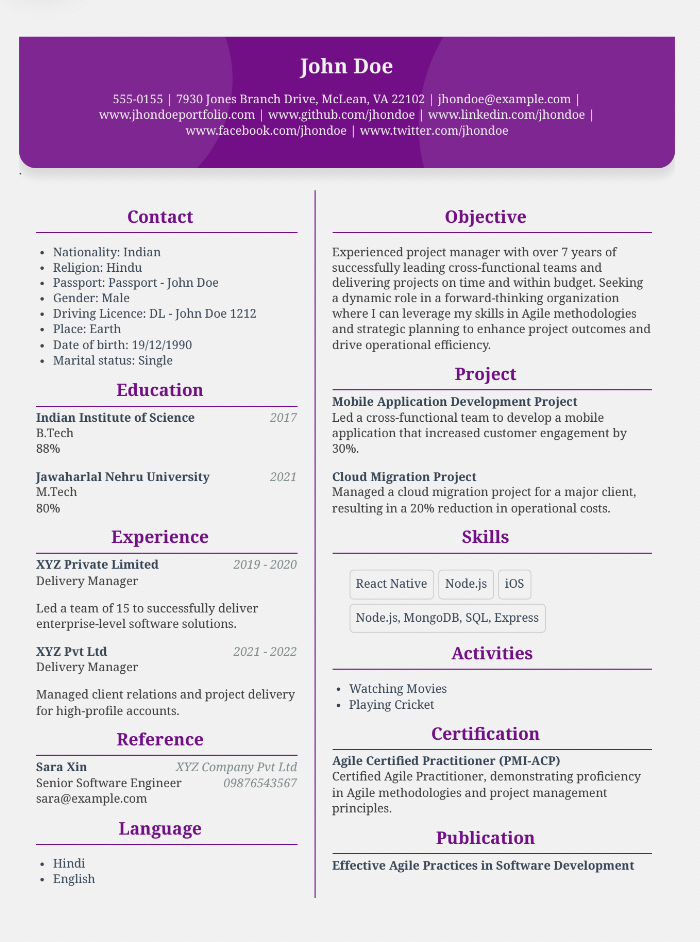 John Doe
555-0155 | 7930 Jones Branch Drive, McLean, VA 22102 | jhondoe@example.com |
www.jhondoeportfolio.com | www.github.com/jhondoe | www.linkedin.com/jhondoe |
www.facebook.com/jhondoe | www.twitter.com/jhondoe
.
Contact
• Nationality: Indian
• Religion: Hindu
• Passport: Passport - John Doe
• Gender: Male
• Driving Licence: DL - John Doe 1212
• Place: Earth
• Date of birth: 19/12/1990
• Marital status: Single
Education
Indian Institute of Science 2017
B.Tech
88%
Jawaharlal Nehru University 2021
M.Tech
80%
Experience
XYZ Private Limited 2019 - 2020
Delivery Manager
Led a team of 15 to successfully deliver
enterprise-level software solutions.
XYZ Pvt Ltd 2021 - 2022
Delivery Manager
Managed client relations and project delivery
for high-profile accounts.
Reference
Sara Xin XYZ Company Pvt Ltd
Senior Software Engineer 09876543567
sara@example.com
Language
• Hindi
• English
Objective
Experienced project manager with over 7 years of
successfully leading cross-functional teams and
delivering projects on time and within budget. Seeking
a dynamic role in a forward-thinking organization
where I can leverage my skills in Agile methodologies
and strategic planning to enhance project outcomes and
drive operational efficiency.
Project
Mobile Application Development Project
Led a cross-functional team to develop a mobile
application that increased customer engagement by
30%.
Cloud Migration Project
Managed a cloud migration project for a major client,
resulting in a 20% reduction in operational costs.
Skills
React Native Node.js iOS
Node.js, MongoDB, SQL, Express
Activities
• Watching Movies
• Playing Cricket
Certification
Agile Certified Practitioner (PMI-ACP)
Certified Agile Practitioner, demonstrating proficiency
in Agile methodologies and project management
principles.
Publication
Effective Agile Practices in Software Development